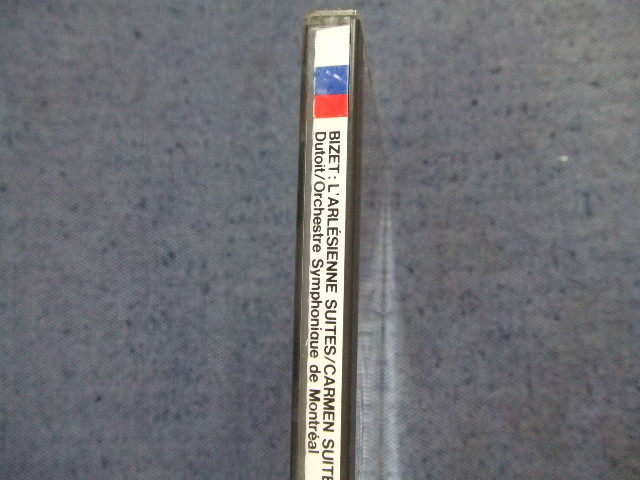 BIZET: L'ARLÉSIENNE SUITES/CARMEN SUITE
Dutoit/Orchestre Symphonique de Montréal